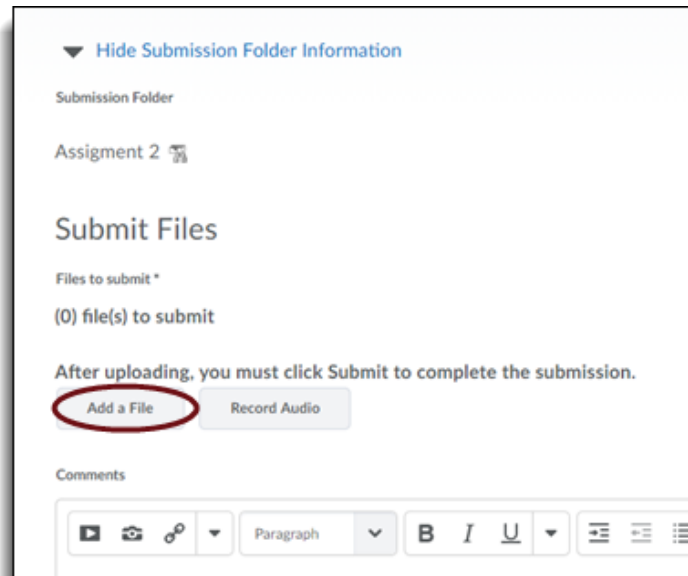 Hide Submission Folder Information
Submission Folder
Assigment 2
Submit Files
Files to submit *
(0) file(s) to submit
After uploading, you must click Submit to complete the submission.
Add a File Record Audio
Comments
Paragraph B I U